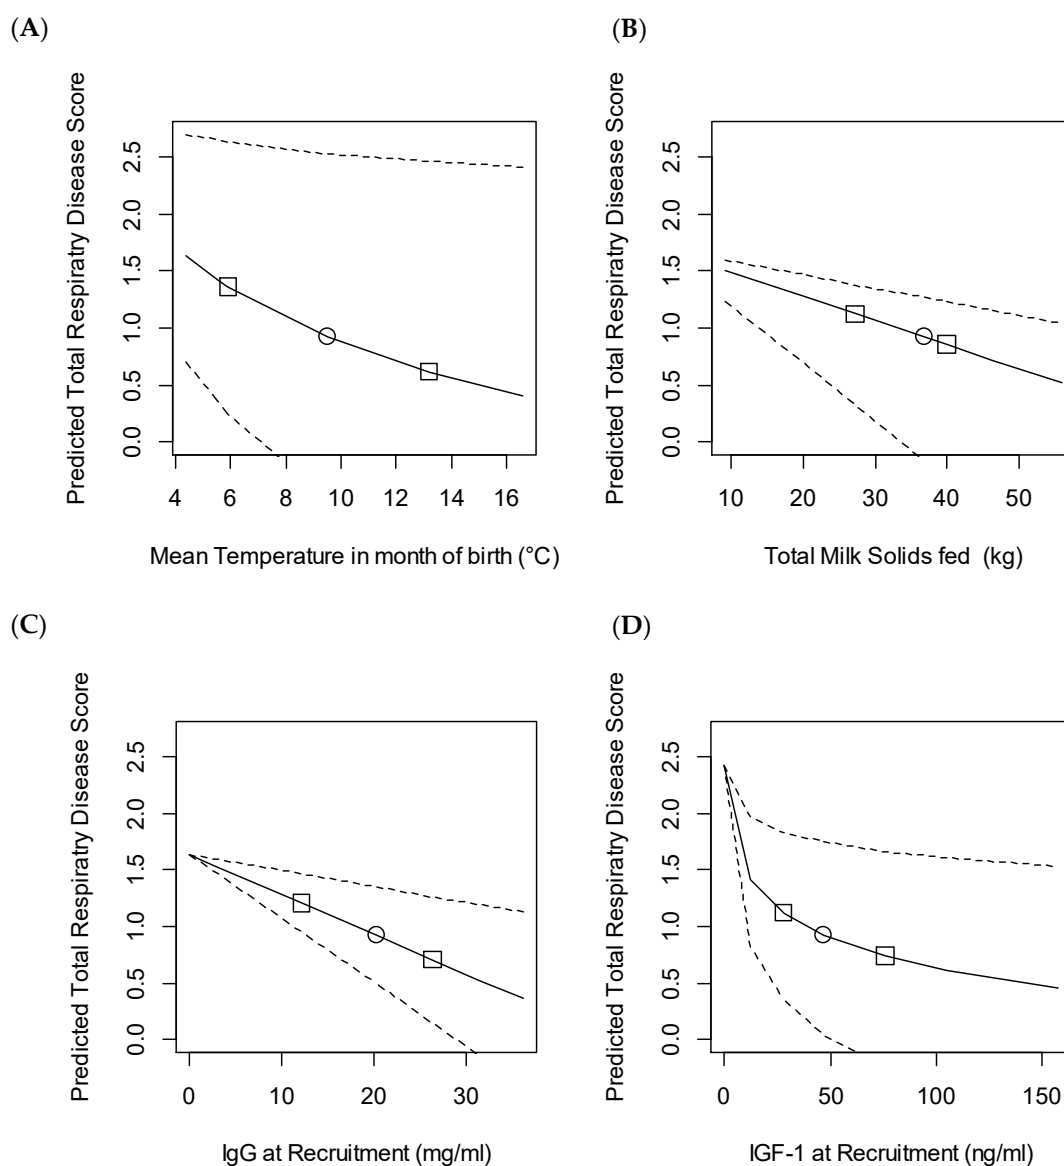 (A)
Predicted Total Respiratry Disease Score
0.0 0.5 1.0 1.5 2.0 2.5
4 6 8 10 12 14 16
Mean Temperature in month of birth (°C)
(B)
Predicted Total Respiratry Disease Score
0.0 0.5 1.0 1.5 2.0 2.5
10 20 30 40 50
Total Milk Solids fed (kg)
(C)
Predicted Total Respiratry Disease Score
0.0 0.5 1.0 1.5 2.0 2.5
0 10 20 30
IgG at Recruitment (mg/ml)
(D)
Predicted Total Respiratry Disease Score
0.0 0.5 1.0 1.5 2.0 2.5
0 50 100 150
IGF-1 at Recruitment (ng/ml)